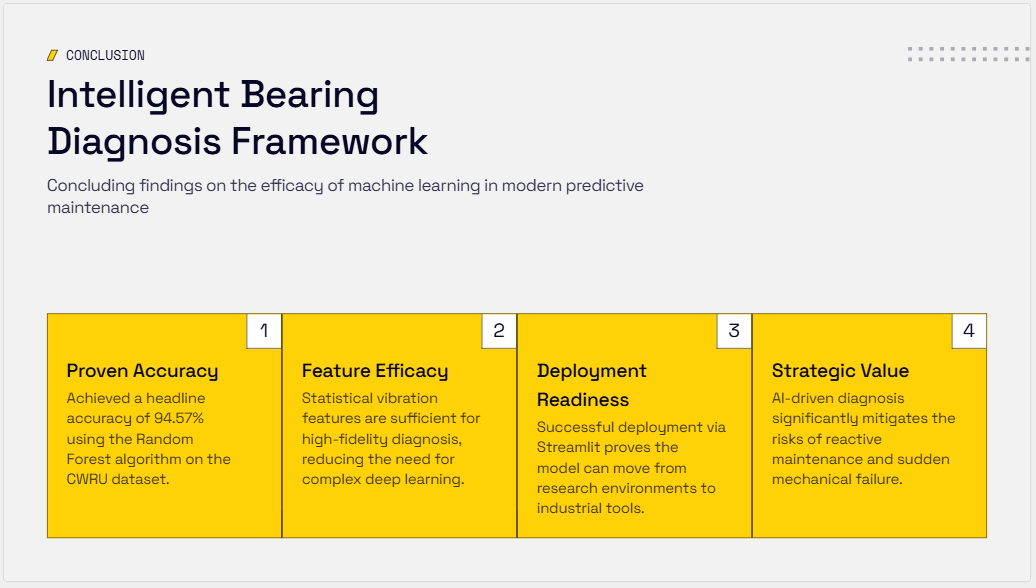 CONCLUSION
Intelligent Bearing
Diagnosis Framework
Concluding findings on the efficacy of machine learning in modern predictive
maintenance
1
Proven Accuracy
Achieved a headline
accuracy of 94.57%
using the Random
Forest algorithm on the
CWRU dataset.
2
Feature Efficacy
Statistical vibration
features are sufficient for
high-fidelity diagnosis,
reducing the need for
complex deep learning.
3
Deployment
Readiness
Successful deployment via
Streamlit proves the
model can move from
research environments to
industrial tools.
4
Strategic Value
AI-driven diagnosis
significantly mitigates the
risks of reactive
maintenance and sudden
mechanical failure.